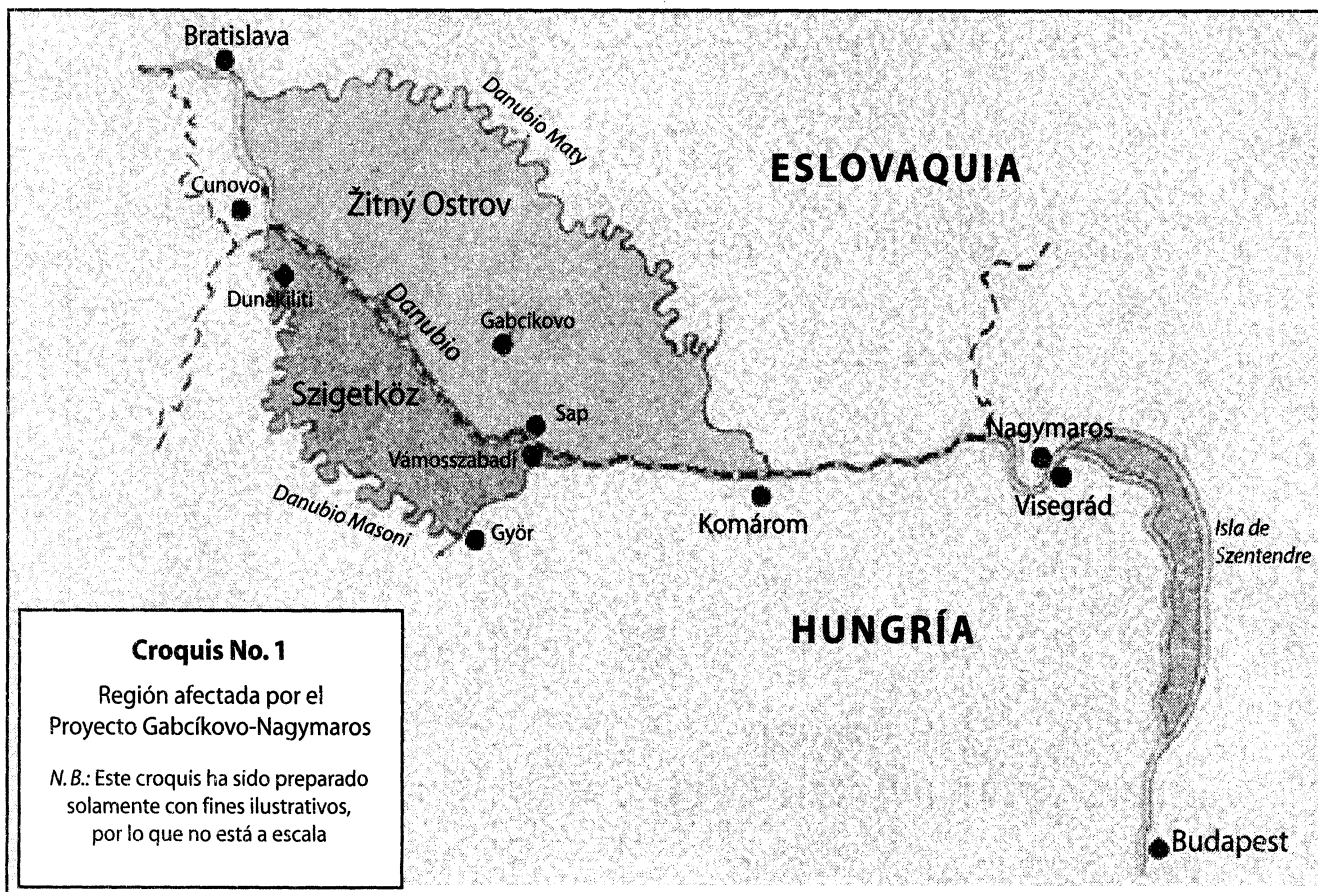 Bratislava
Danubio Maty
ESLOVAQUIA
Cunovo
Žitný Ostrov
Dunakiliti
Danubio
Gabcíkovo
Szigetköz
Sap
Nagymaros
Vámosszabadi
Visegrád
Danubio Masoni
Komárom
Györ
Isla de
Szentendre
HUNGRÍA
Croquis No. 1
Región afectada por el
Proyecto Gabcíkovo-Nagymaros
N. B.: Este croquis ha sido preparado
solamente con fines ilustrativos,
por lo que no está a escala
Budapest